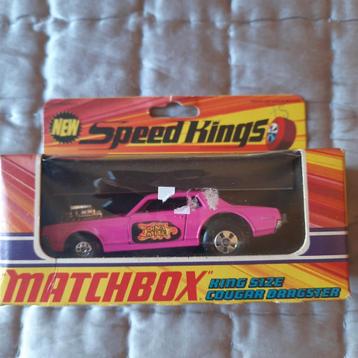 NEW
Speed Kings
MATCHBOX
KING SIZE
COUGAR DRAGSTER